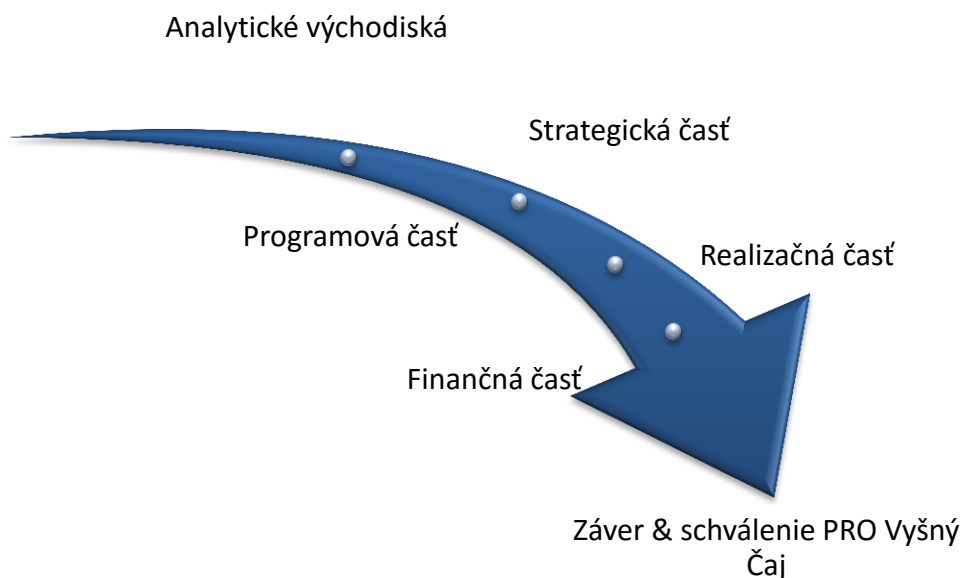 Analytické východiská
Strategická časť
Programová časť
Realizačná časť
Finančná časť
Záver & schválenie PRO Vyšný
Čaj